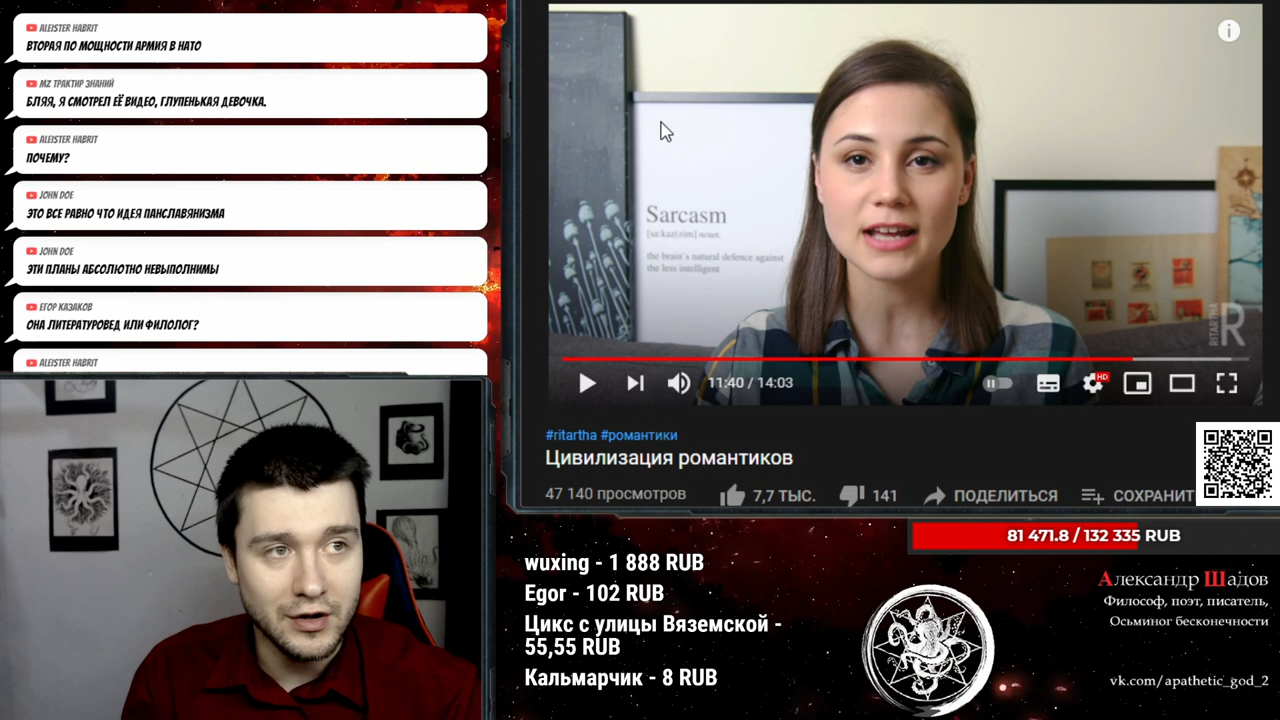 ALEISTER HABRIT
ВТОРАЯ ПО МОЩНОСТИ АРМИЯ В НАТО
MZ ТРАКТИР ЗНАНИЙ
БЛЯЯ, Я СМОТРЕЛ ЕЁ ВИДЕО, ГЛУПЕНЬКАЯ ДЕВОЧКА.
ALEISTER HABRIT
ПОЧЕМУ?
JOHN DOE
ЭТО ВСЕ РАВНО ЧТО ИДЕЯ ПАНСЛАВЯНИЗМА
JOHN DOE
ЭТИ ПЛАНЫ АБСОЛЮТНО НЕВЫПОЛНИМЫ
ЕГОР КАЗАКОВ
ОНА ЛИТЕРАТУРОВЕД ИЛИ ФИЛОЛОГ?
ALEISTER HABRIT
Sarcasm
[sa:kaz(ə)m] noun.
the brain's natural defence against
the less intelligent
RITARTHA R
11:40 / 14:03
HD
#ritartha #романтики
Цивилизация романтиков
47 140 просмотров
7,7 ТЫС.
141
ПОДЕЛИТЬСЯ
СОХРАНИТ
81 471.8 / 132 335 RUB
wuxing - 1 888 RUB
Egor - 102 RUB
Цикс с улицы Вяземской -
55,55 RUB
Кальмарчик - 8 RUB
Александр Шадов
Философ, поэт, писатель,
Осьминог бесконечности
vk.com/apathetic_god_2